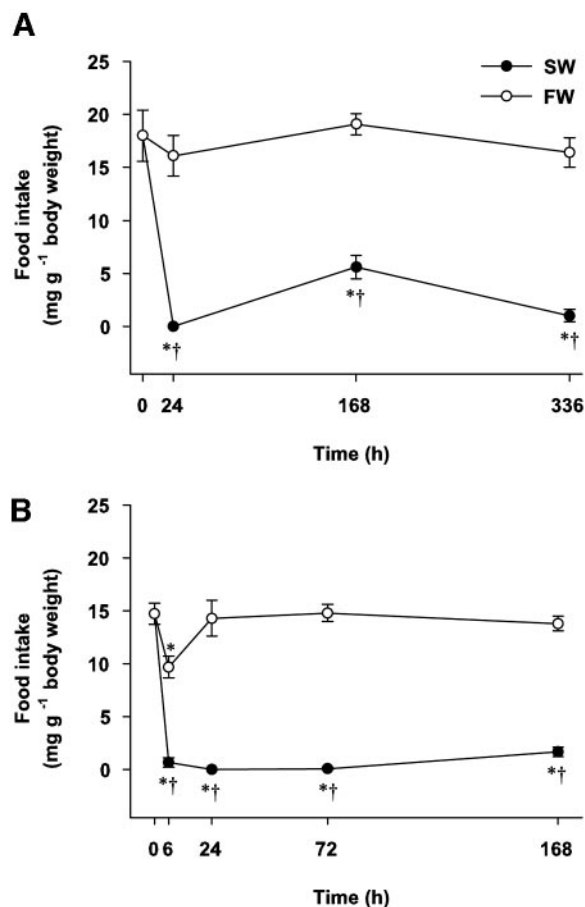 A
SW
FW
25
20
15
10
5
0
Food intake
(mg g -1 body weight)
*†
*†
*†
0 24 168 336
Time (h)
B
25
20
15
10
5
0
Food intake
(mg g -1 body weight)
*
*†
*†
*†
*†
0 6 24 72 168
Time (h)